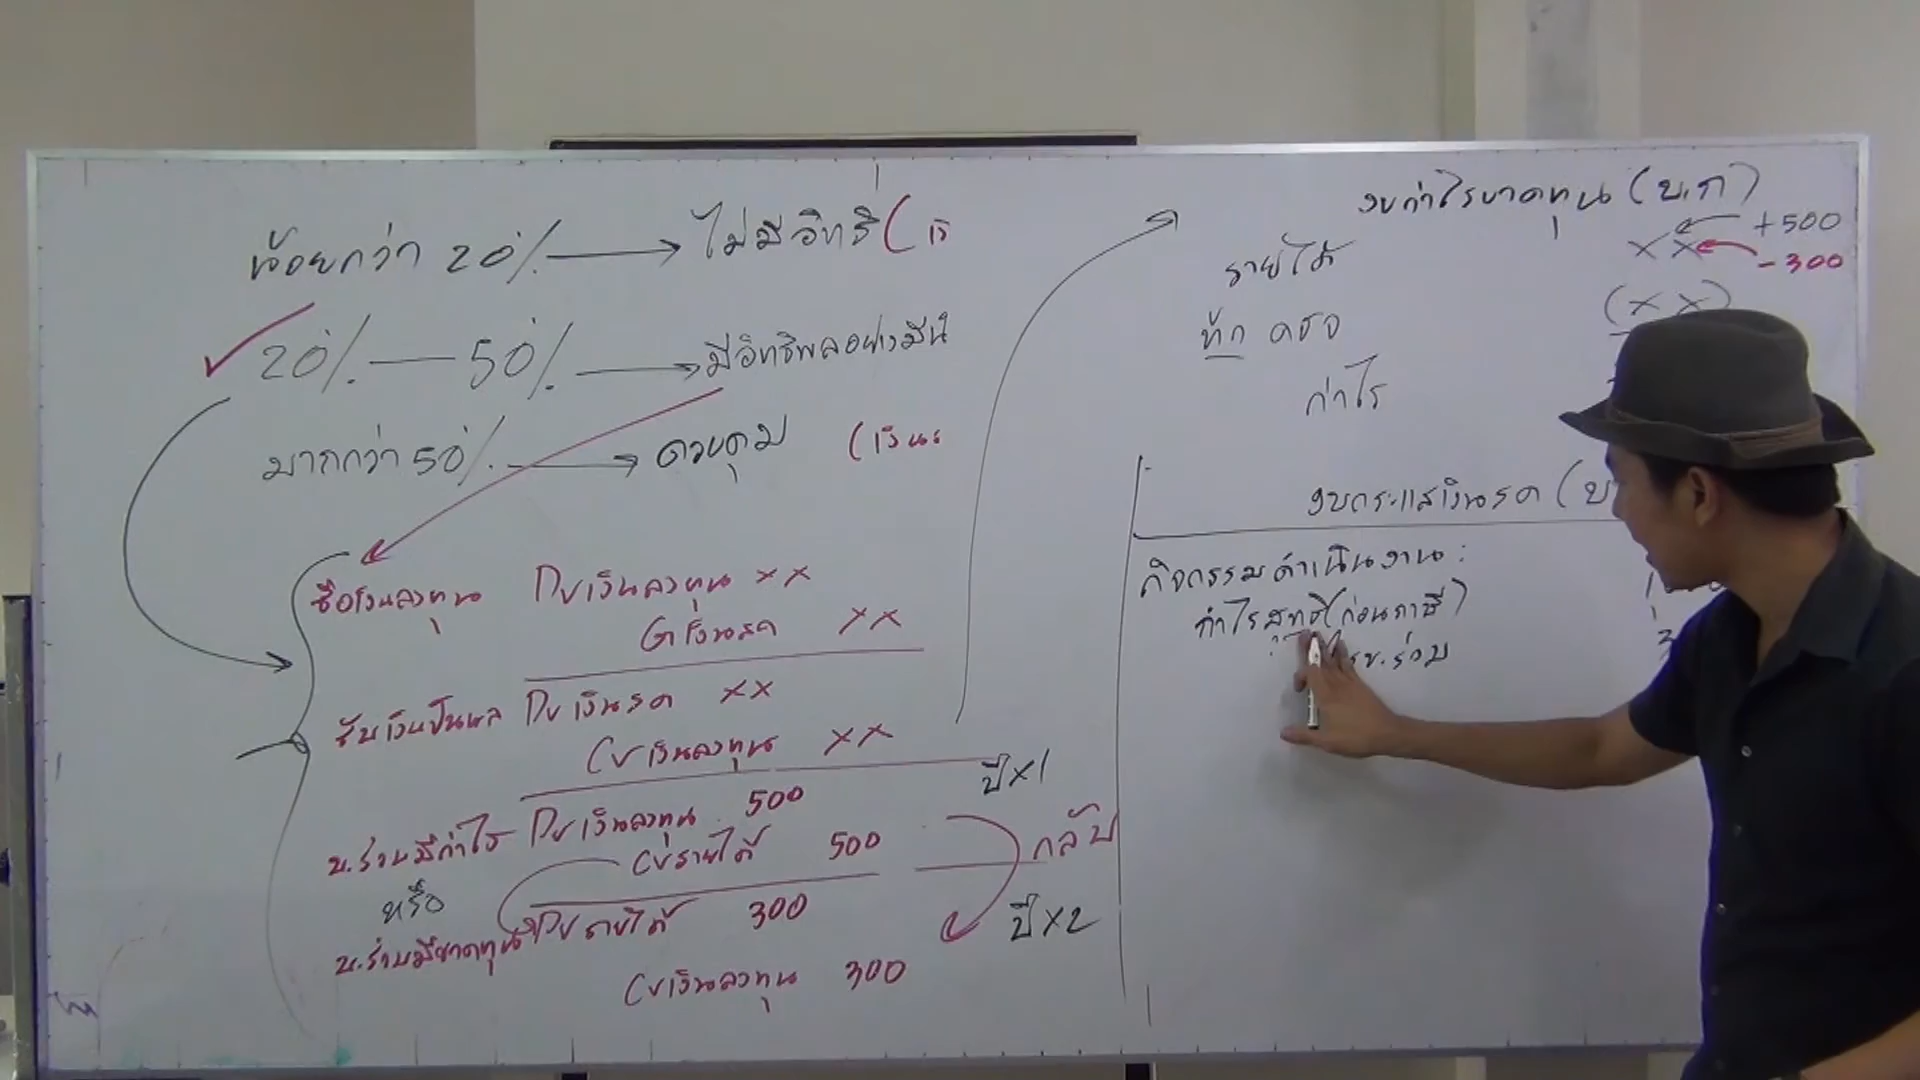 น้อยกว่า 20% → ไม่มีอิทธิ (เงิ
20% — 50% → มีอิทธิพลอย่างมีนั
มากกว่า 50% → ควบคุม (เงินล
ซื้อเงินลงทุน Dr เงินลงทุน XX
Cr เงินสด XX
รับเงินปันผล Dr เงินสด XX
Cr เงินลงทุน XX
ปี X1
บ.ร่วมมีกำไร Dr เงินลงทุน 500
Cr รายได้ 500
กลับ
หรือ
บ.ร่วมมีขาดทุน Dr รายได้ 300
Cr เงินลงทุน 300
ปี X2
งบกำไรขาดทุน (บ.ก)
รายได้ XX +500
-300
หัก คชจ (XX)
กำไร
งบกระแสเงินสด (บ
กิจกรรมดำเนินงาน :
กำไรสุทธิ (ก่อนภาษี)
บ.ร่วม